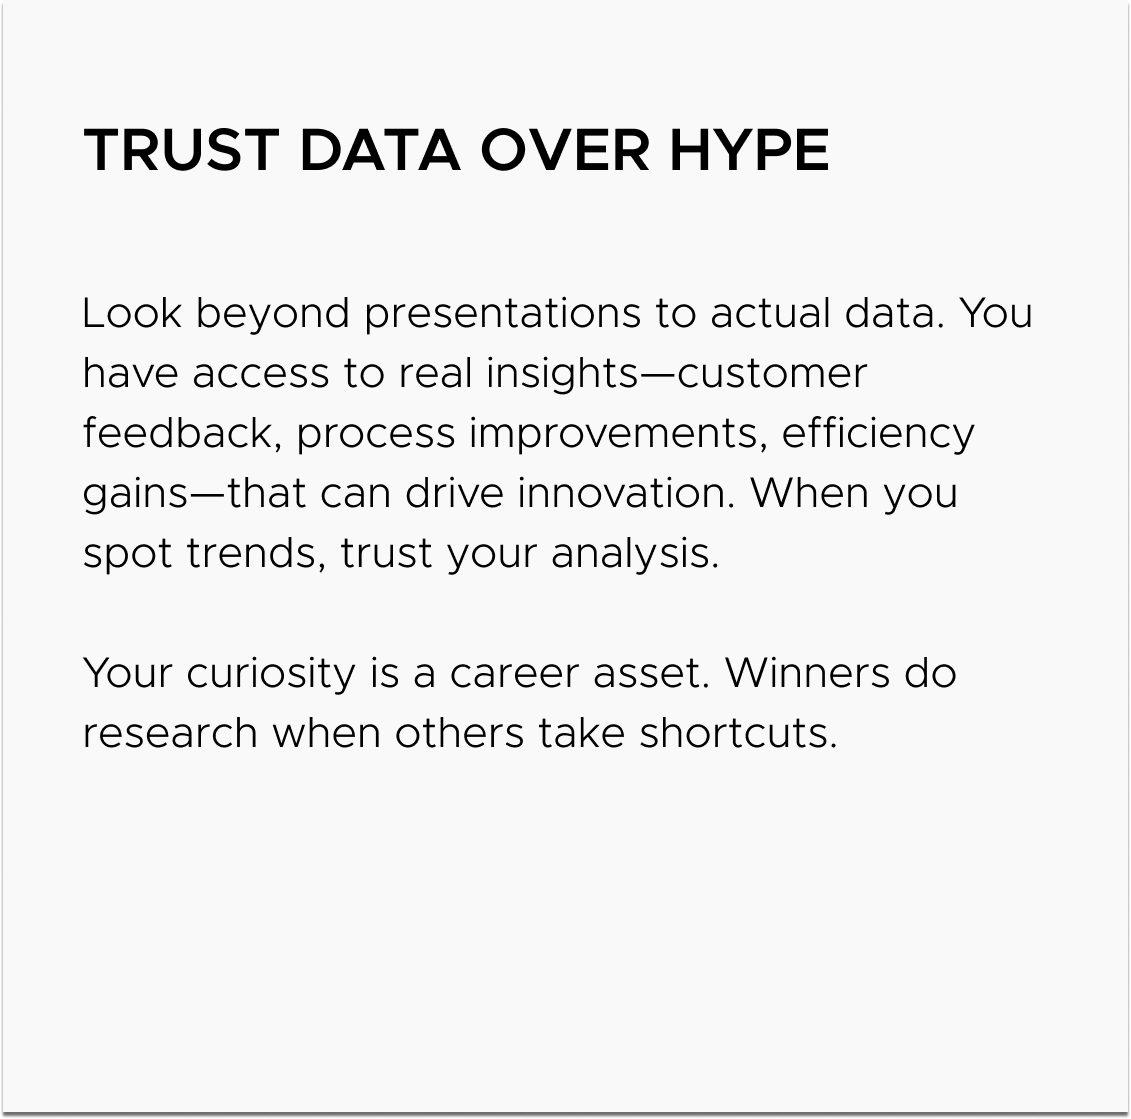 TRUST DATA OVER HYPE
Look beyond presentations to actual data. You
have access to real insights—customer
feedback, process improvements, efficiency
gains—that can drive innovation. When you
spot trends, trust your analysis.
Your curiosity is a career asset. Winners do
research when others take shortcuts.